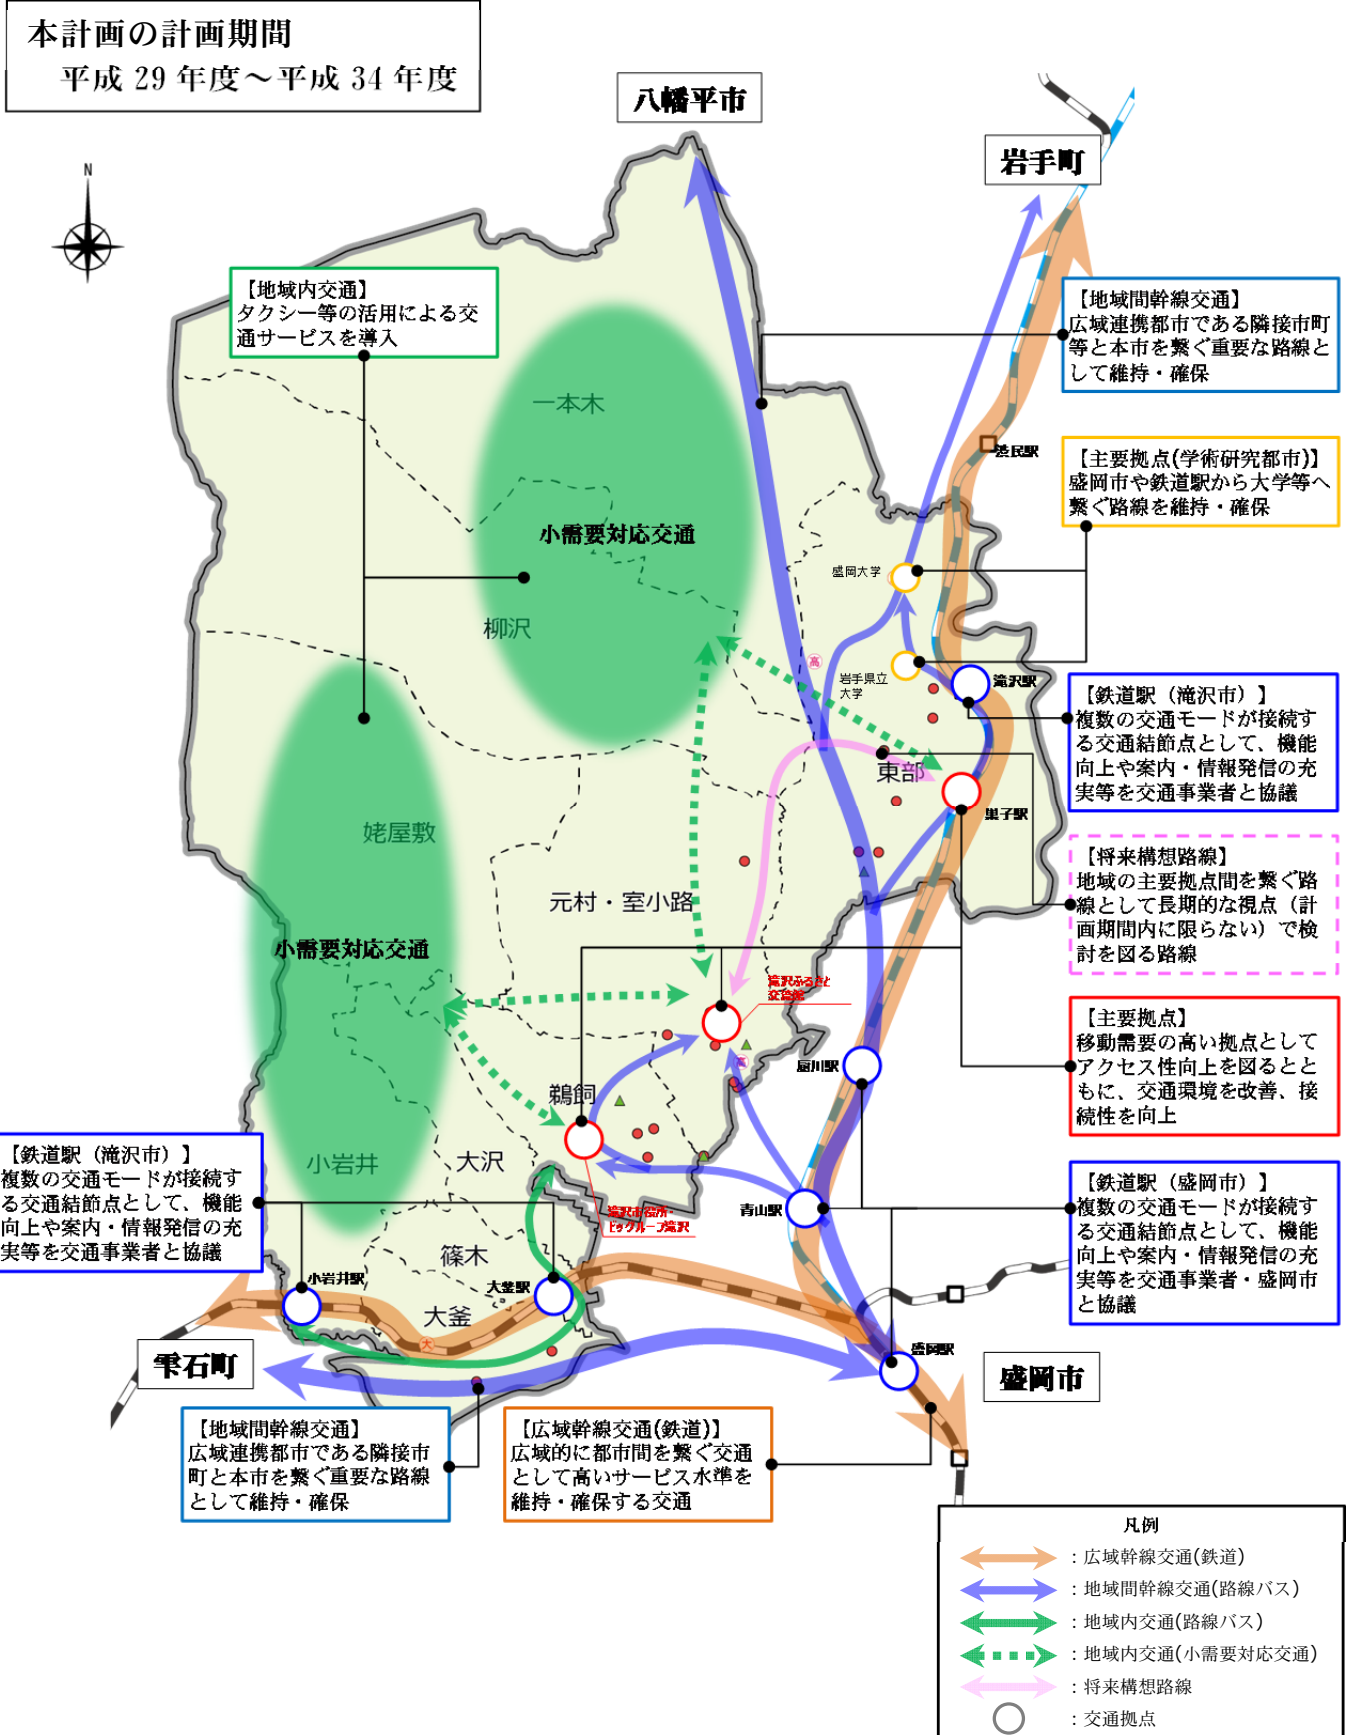 本計画の計画期間
平成 29 年度～平成 34 年度
八幡平市
岩手町
N
【地域内交通】
タクシー等の活用による交
通サービスを導入
【地域間幹線交通】
広域連携都市である隣接市町
等と本市を繋ぐ重要な路線と
して維持・確保
一本木
渋民駅
【主要拠点(学術研究都市)】
盛岡市や鉄道駅から大学等へ
繋ぐ路線を維持・確保
小需要対応交通
盛岡大学
柳沢
高
岩手県立
大学
滝沢駅
【鉄道駅（滝沢市）】
複数の交通モードが接続す
る交通結節点として、機能
向上や案内・情報発信の充
実等を交通事業者と協議
東部
巣子駅
姥屋敷
【将来構想路線】
地域の主要拠点間を繋ぐ路
線として長期的な視点（計
画期間内に限らない）で検
討を図る路線
元村・室小路
小需要対応交通
滝沢ふるさと
交流館
【主要拠点】
移動需要の高い拠点として
アクセス性向上を図るとと
もに、交通環境を改善、接
続性を向上
高
厨川駅
鵜飼
【鉄道駅（滝沢市）】
複数の交通モードが接続す
る交通結節点として、機能
向上や案内・情報発信の充
実等を交通事業者と協議
小岩井
大沢
【鉄道駅（盛岡市）】
複数の交通モードが接続す
る交通結節点として、機能
向上や案内・情報発信の充
実等を交通事業者・盛岡市
と協議
滝沢市役所・
ビッグルーフ滝沢
青山駅
篠木
小岩井駅
大釜駅
大釜
大
雫石町
盛岡駅
盛岡市
【地域間幹線交通】
広域連携都市である隣接市
町と本市を繋ぐ重要な路線
として維持・確保
【広域幹線交通(鉄道)】
広域的に都市間を繋ぐ交通
として高いサービス水準を
維持・確保する交通
凡例
：広域幹線交通(鉄道)
：地域間幹線交通(路線バス)
：地域内交通(路線バス)
：地域内交通(小需要対応交通)
：将来構想路線
：交通拠点